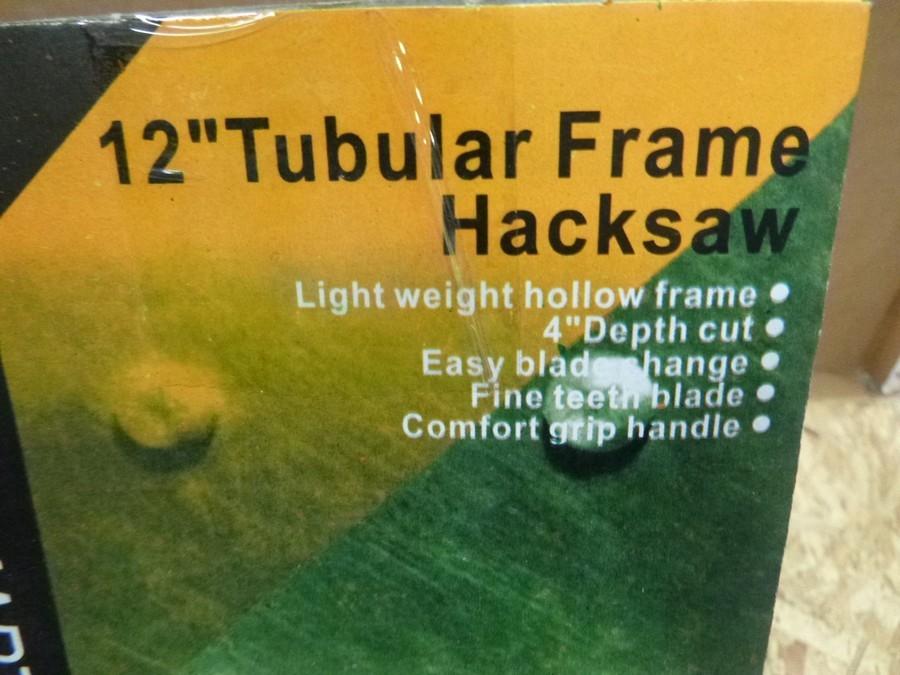 12"Tubular Frame
Hacksaw
Light weight hollow frame ●
4"Depth cut ●
Easy blade change ●
Fine teeth blade ●
Comfort grip handle ●